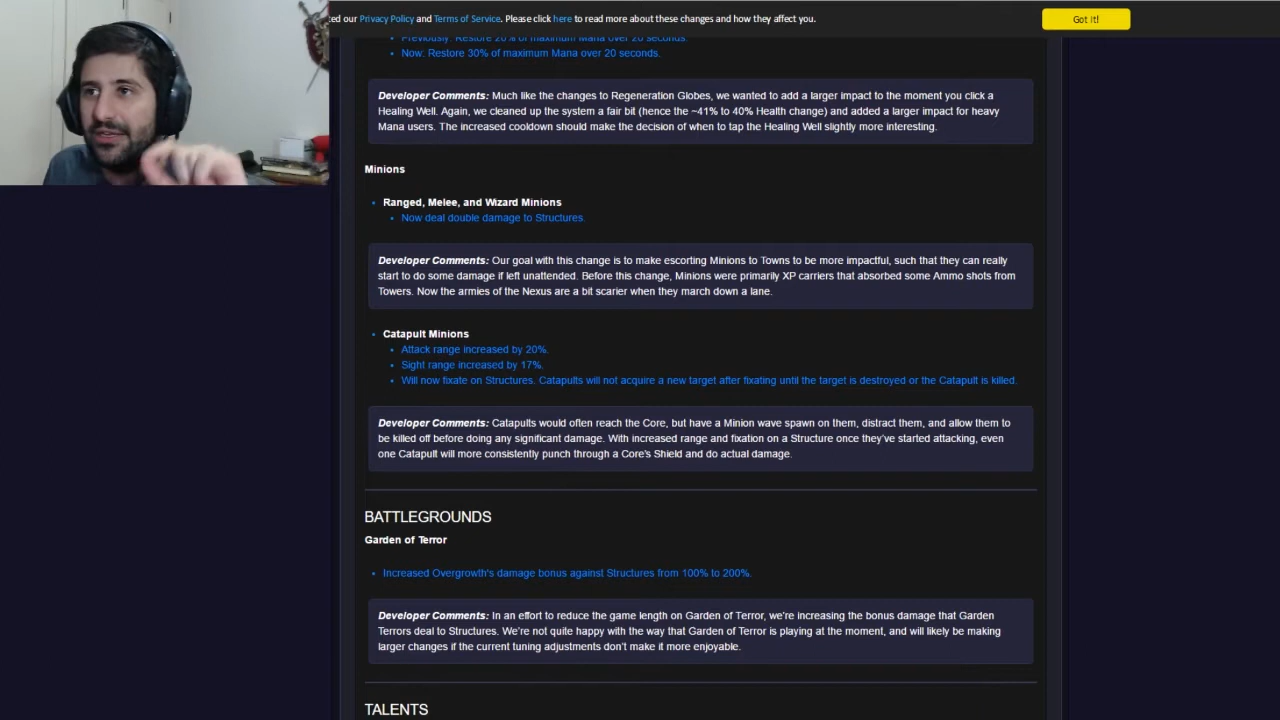 ed our Privacy Policy and Terms of Service. Please click here to read more about these changes and how they affect you.
Got it!
Previously: Restore 20% of maximum Mana over 20 seconds.
Now: Restore 30% of maximum Mana over 20 seconds.
Developer Comments: Much like the changes to Regeneration Globes, we wanted to add a larger impact to the moment you click a
Healing Well. Again, we cleaned up the system a fair bit (hence the ~41% to 40% Health change) and added a larger impact for heavy
Mana users. The increased cooldown should make the decision of when to tap the Healing Well slightly more interesting.
Minions
Ranged, Melee, and Wizard Minions
Now deal double damage to Structures.
Developer Comments: Our goal with this change is to make escorting Minions to Towns to be more impactful, such that they can really
start to do some damage if left unattended. Before this change, Minions were primarily XP carriers that absorbed some Ammo shots from
Towers. Now the armies of the Nexus are a bit scarier when they march down a lane.
Catapult Minions
Attack range increased by 20%.
Sight range increased by 17%.
Will now fixate on Structures. Catapults will not acquire a new target after fixating until the target is destroyed or the Catapult is killed.
Developer Comments: Catapults would often reach the Core, but have a Minion wave spawn on them, distract them, and allow them to
be killed off before doing any significant damage. With increased range and fixation on a Structure once they've started attacking, even
one Catapult will more consistently punch through a Core's Shield and do actual damage.
BATTLEGROUNDS
Garden of Terror
Increased Overgrowth's damage bonus against Structures from 100% to 200%.
Developer Comments: In an effort to reduce the game length on Garden of Terror, we're increasing the bonus damage that Garden
Terrors deal to Structures. We're not quite happy with the way that Garden of Terror is playing at the moment, and will likely be making
larger changes if the current tuning adjustments don't make it more enjoyable.
TALENTS